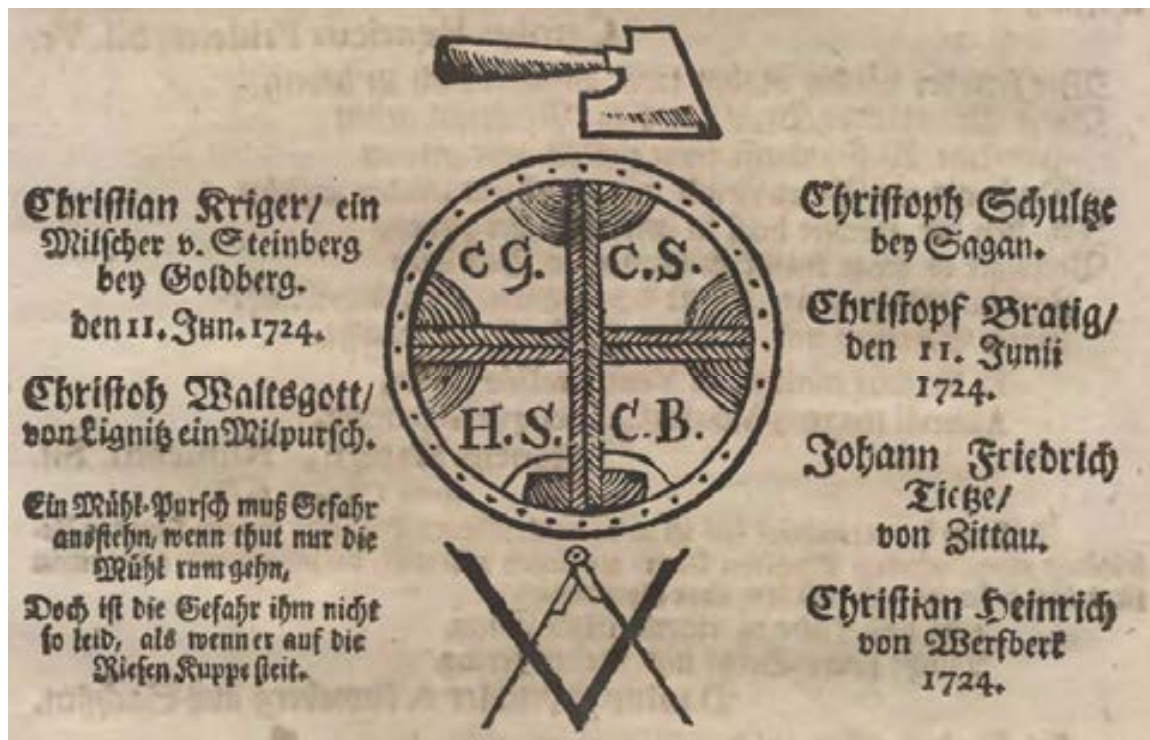 Christian Kriger/ ein
Milscher v. Steinberg
bey Goldberg.
den 11. Jun. 1724.
Christoh Waltsgott/
von Lignitz ein Milpursch.
Ein Mühl-Pursch muß Gefahr
ausstehn, wenn thut nur die
Mühl rum gehn,
Doch ist die Gefahr ihm nicht
so leid, als wenn er auf die
Riesen Kuppe steit.
C G.
C. S.
H. S.
C. B.
Christoph Schultze
bey Sagan.
Christopf Bratig/
den 11. Junii
1724.
Johann Friedrich
Tietze/
von Zittau.
Christian Heinrich
von Werfberk
1724.